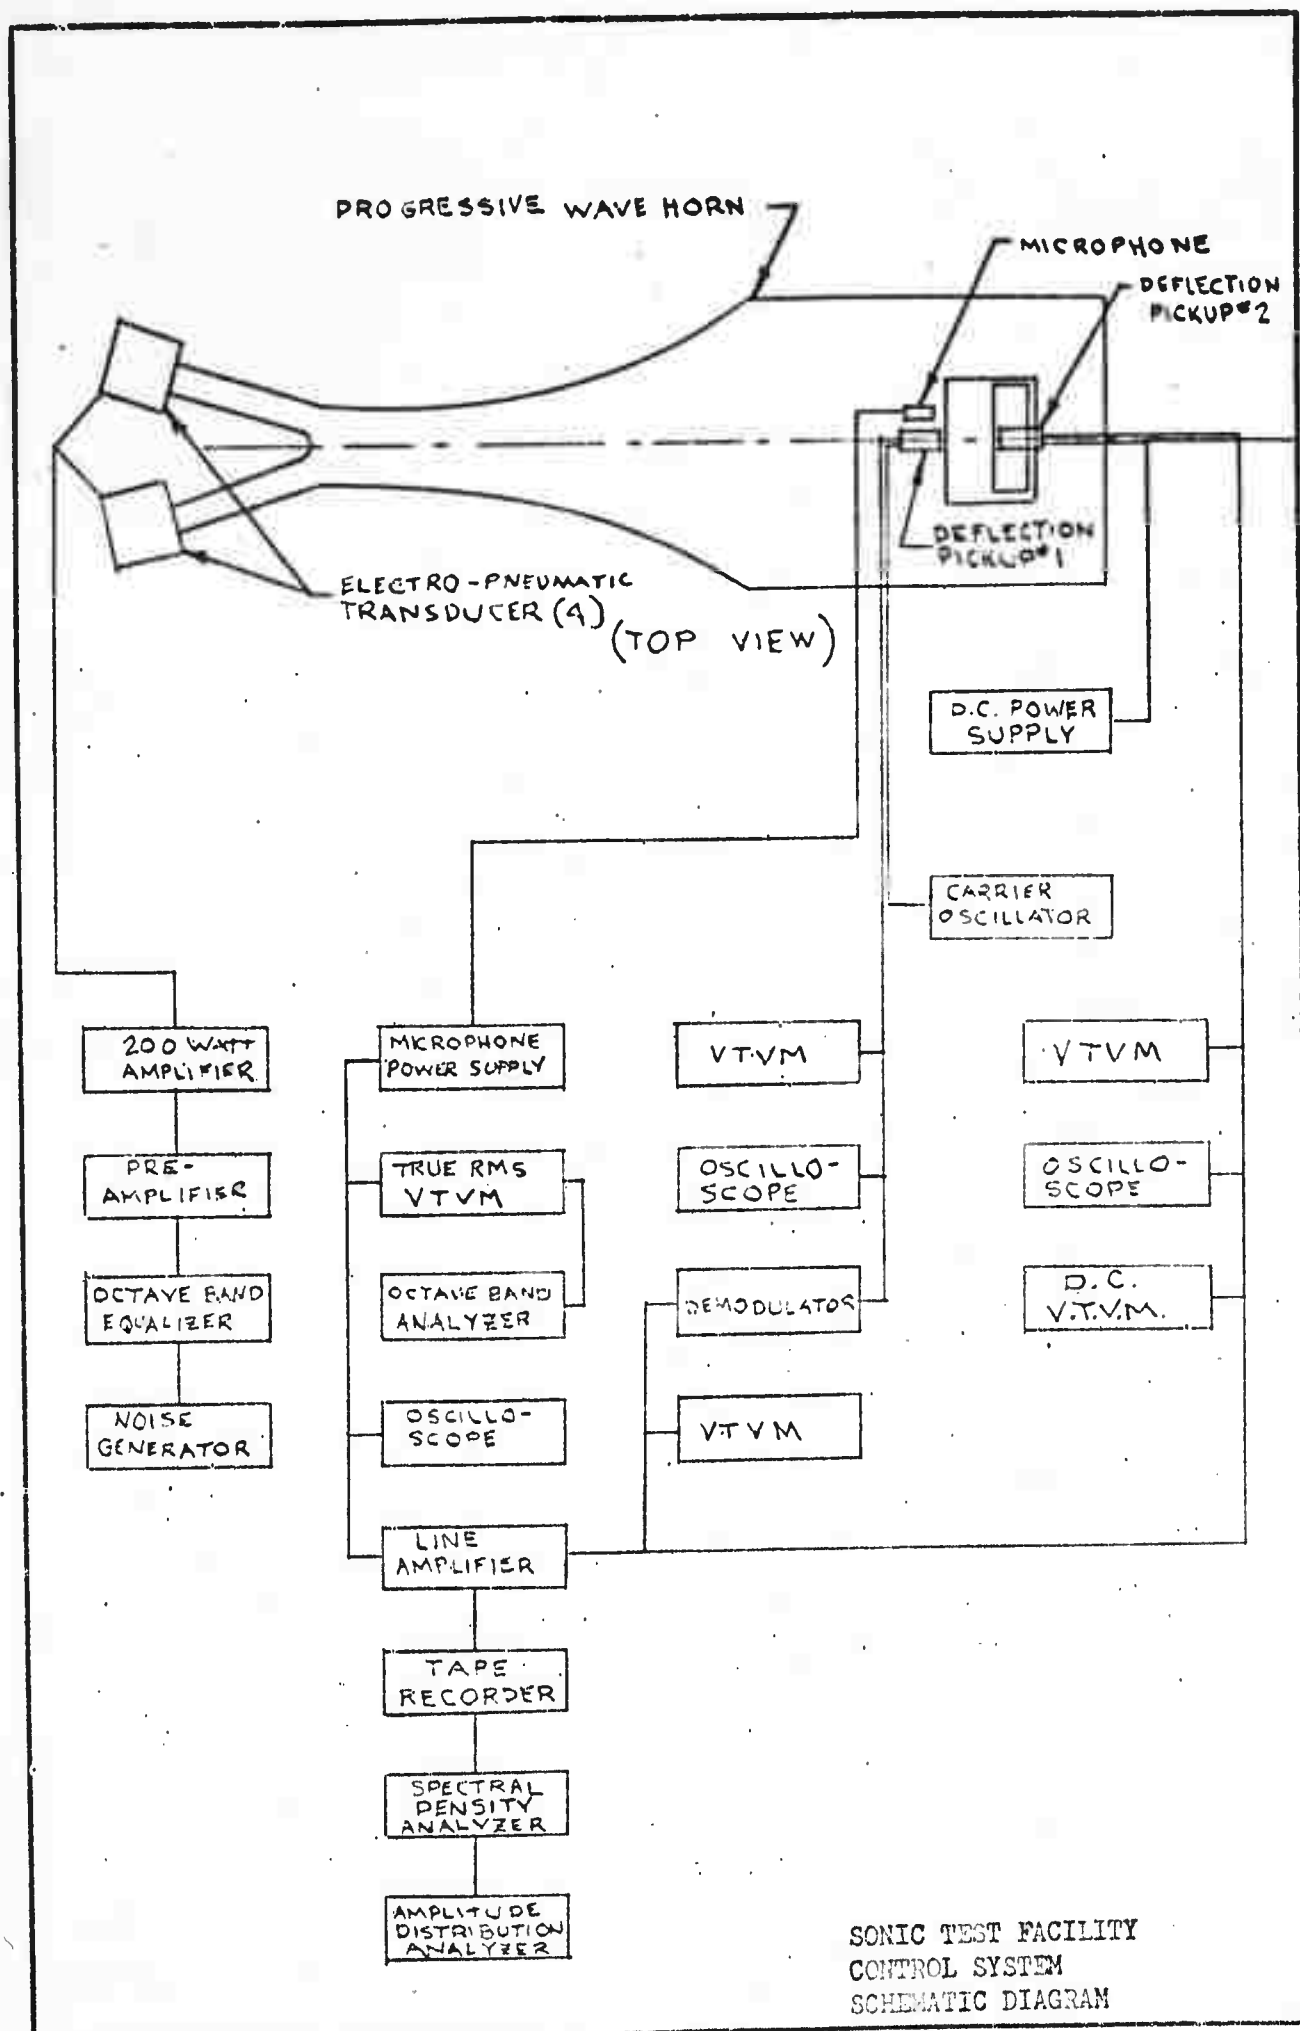 PROGRESSIVE WAVE HORN
MICROPHONE
DEFLECTION
PICKUP #2
DEFLECTION
PICKUP #1
ELECTRO-PNEUMATIC
TRANSDUCER (4)
(TOP VIEW)
D.C. POWER
SUPPLY
CARRIER
OSCILLATOR
200 WATT
AMPLIFIER
PRE-
AMPLIFIER
OCTAVE BAND
EQUALIZER
NOISE
GENERATOR
MICROPHONE
POWER SUPPLY
TRUE RMS
VTVM
OCTAVE BAND
ANALYZER
OSCILLO-
SCOPE
LINE
AMPLIFIER
TAPE
RECORDER
SPECTRAL
DENSITY
ANALYZER
AMPLITUDE
DISTRIBUTION
ANALYZER
V.T.V.M
OSCILLO-
SCOPE
DEMODULATOR
V.T.V.M
VTVM
OSCILLO-
SCOPE
D.C.
V.T.V.M.
SONIC TEST FACILITY
CONTROL SYSTEM
SCHEMATIC DIAGRAM